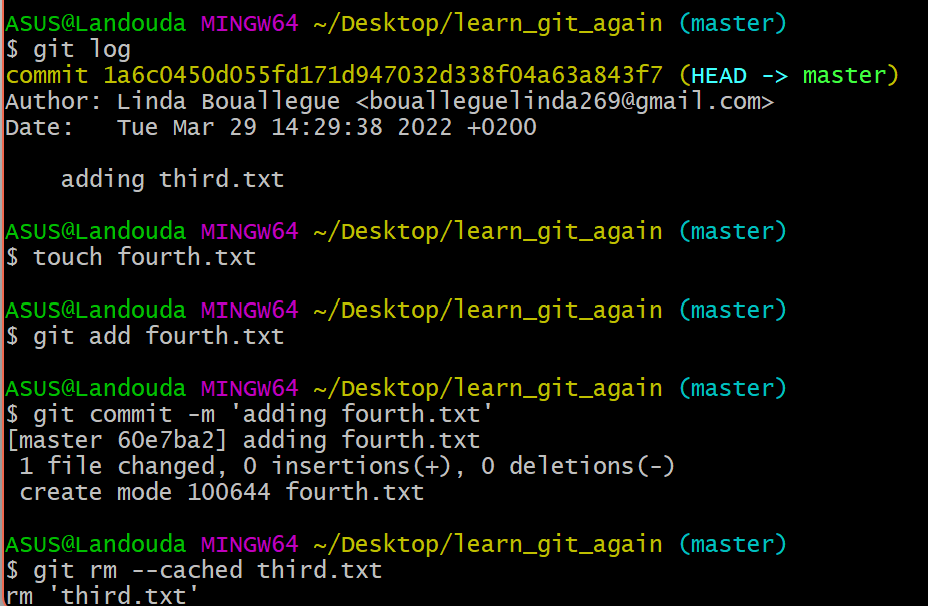 ASUS@Landouda MINGW64 ~/Desktop/learn_git_again (master)
$ git log
commit 1a6c0450d055fd171d947032d338f04a63a843f7 (HEAD -> master)
Author: Linda Bouallegue <bouallegue​linda269@gmail.com>
Date:   Tue Mar 29 14:29:38 2022 +0200
    adding third.txt
ASUS@Landouda MINGW64 ~/Desktop/learn_git_again (master)
$ touch fourth.txt
ASUS@Landouda MINGW64 ~/Desktop/learn_git_again (master)
$ git add fourth.txt
ASUS@Landouda MINGW64 ~/Desktop/learn_git_again (master)
$ git commit -m 'adding fourth.txt'
[master 60e7ba2] adding fourth.txt
 1 file changed, 0 insertions(+), 0 deletions(-)
 create mode 100644 fourth.txt
ASUS@Landouda MINGW64 ~/Desktop/learn_git_again (master)
$ git rm --cached third.txt
rm 'third.txt'